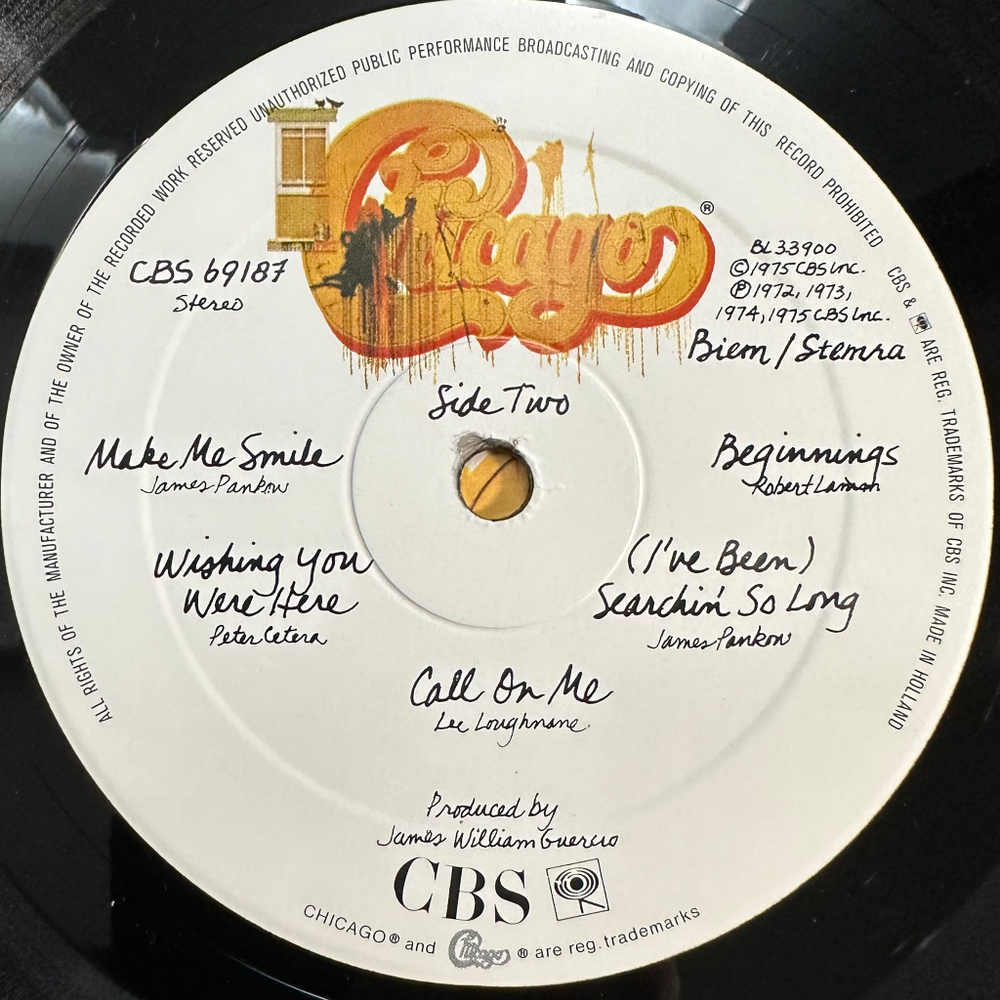 ALL RIGHTS OF THE MANUFACTURER AND OF THE OWNER OF THE RECORDED WORK RESERVED UNAUTHORIZED PUBLIC PERFORMANCE BROADCASTING AND COPYING OF THIS RECORD PROHIBITED
CBS & ARE REG. TRADEMARKS OF CBS INC. MADE IN HOLLAND
Chicago ®
CBS 69187
Stereo
BL 33900
© 1975 CBS Inc.
℗ 1972, 1973,
1974, 1975 CBS Inc.
Biem / Stemra
Side Two
Make Me Smile
James Pankow
Beginnings
Robert Lamm
Wishing You
Were Here
Peter Cetera
(I've Been)
Searchin' So Long
James Pankow
Call On Me
Lee Loughnane.
Produced by
James William Guercio
CBS
CHICAGO® and Chicago ® are reg. trademarks